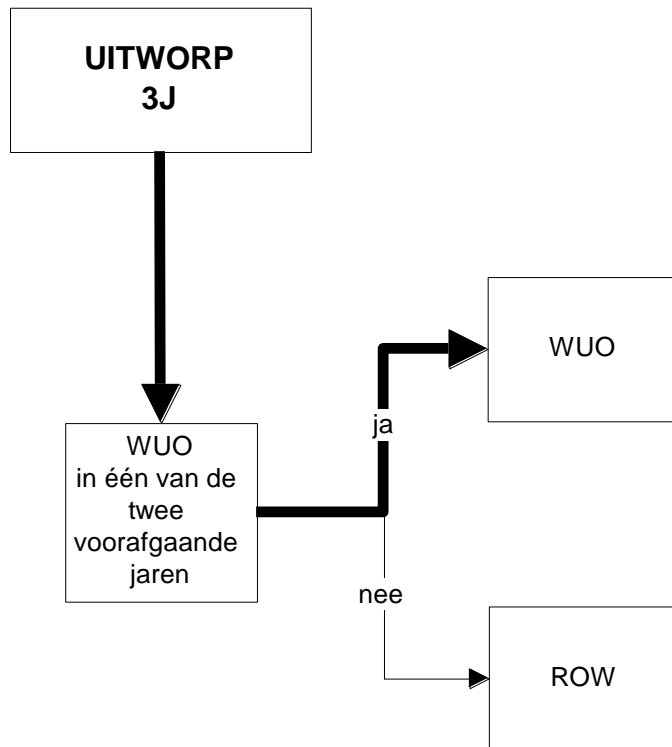 UITWORP
3J
WUO
ja
WUO
in één van de
twee
voorafgaande
jaren
nee
ROW